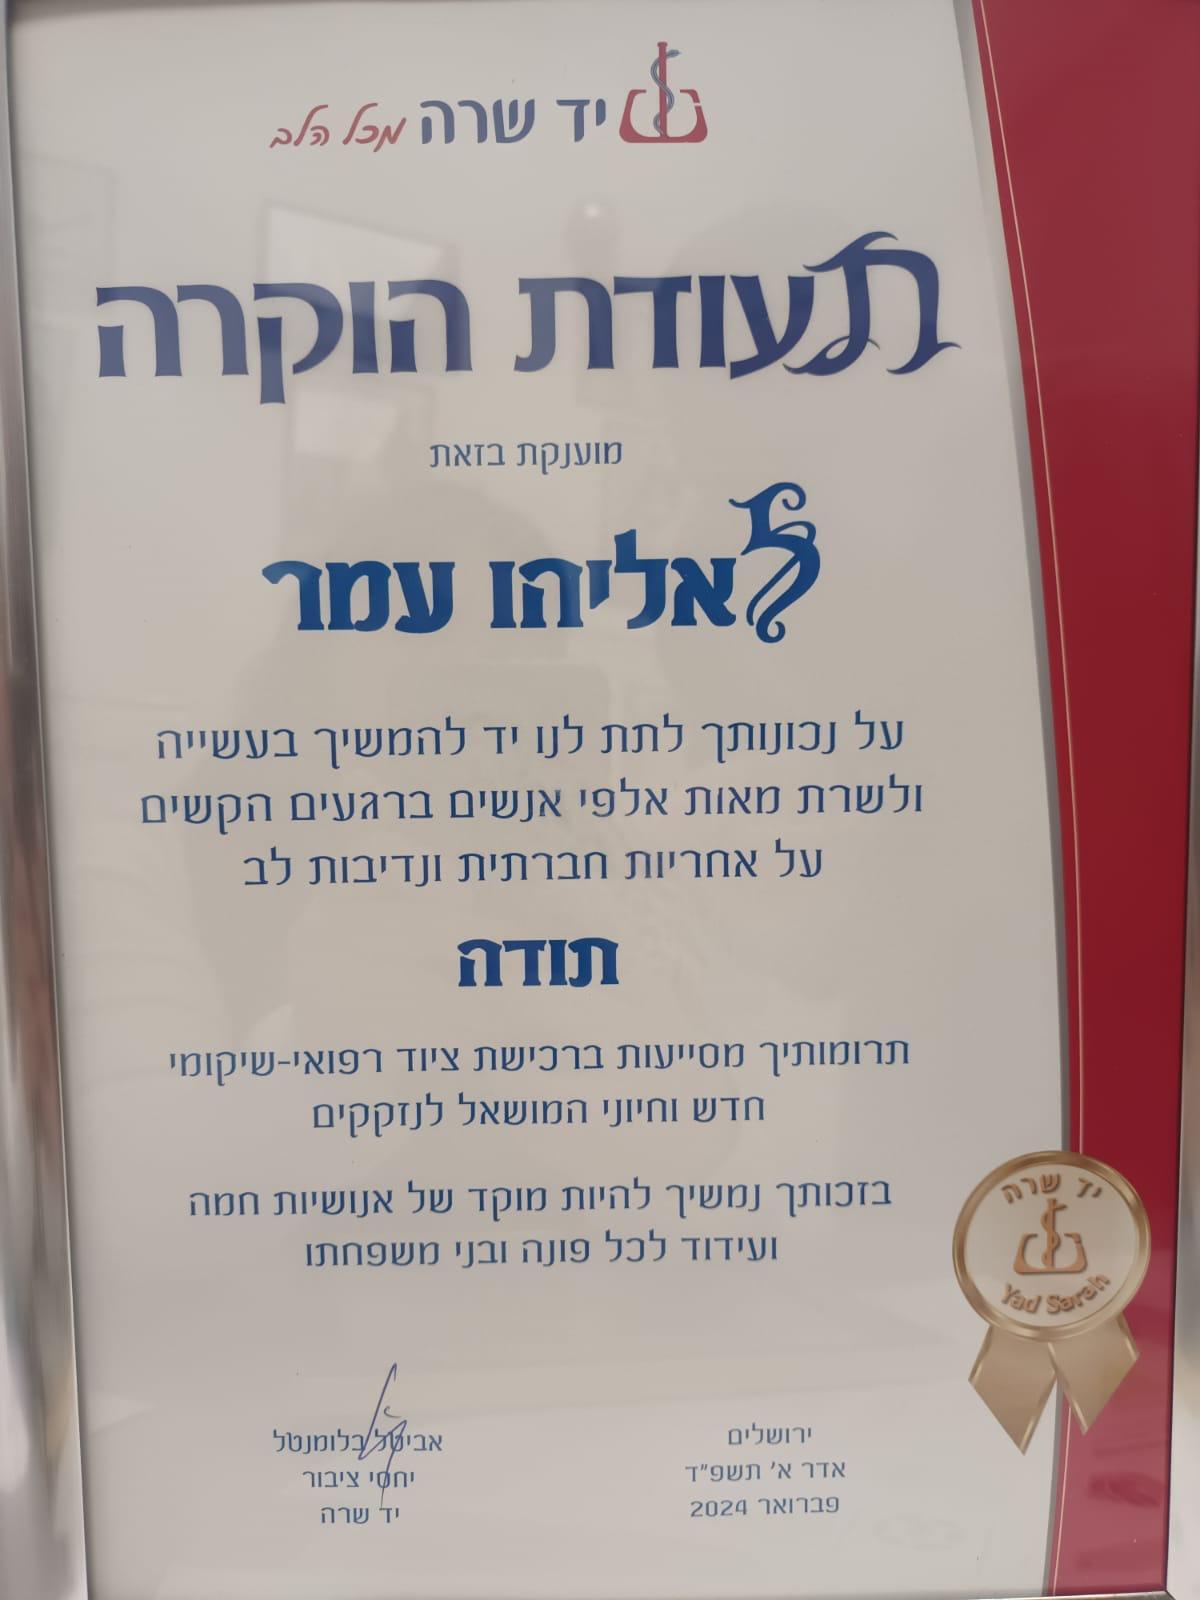 יד שרה מכל הלב
תעודת הוקרה
מוענקת בזאת
לאליהו עמר
על נכונותך לתת לנו יד להמשיך בעשייה
ולשרת מאות אלפי אנשים ברגעים הקשים
על אחריות חברתית ונדיבות לב
תודה
תרומותיך מסייעות ברכישת ציוד רפואי-שיקומי
חדש וחיוני המושאל לנזקקים
בזכותך נמשיך להיות מוקד של אנושיות חמה
ועידוד לכל פונה ובני משפחתו
יד שרה
Yad Sarah
ירושלים
אדר א' תשפ"ד
פברואר 2024
אביטל בלומנטל
יחסי ציבור
יד שרה